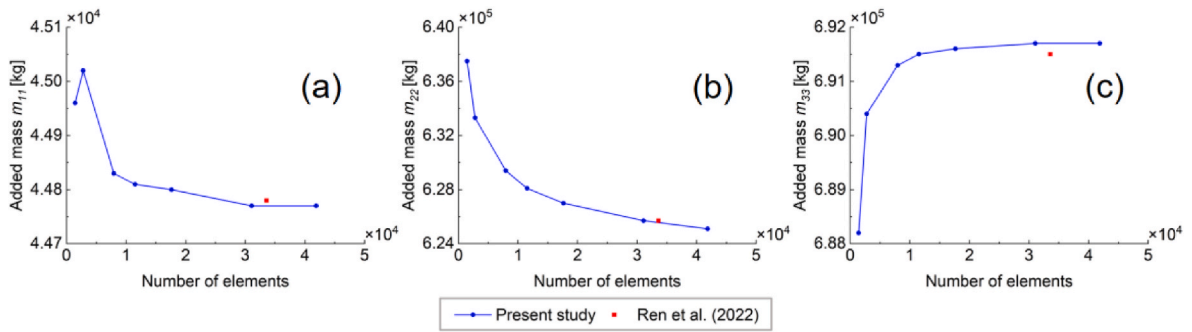 ×10⁴
4.51
4.50
4.49
4.48
4.47
Added mass m₁₁ [kg]
(a)
0 1 2 3 4 5
×10⁴
Number of elements
×10⁵
6.40
6.36
6.32
6.28
6.24
Added mass m₂₂ [kg]
(b)
0 1 2 3 4 5
×10⁴
Number of elements
×10⁵
6.92
6.91
6.90
6.89
6.88
Added mass m₃₃ [kg]
(c)
0 1 2 3 4 5
×10⁴
Number of elements
Present study Ren et al. (2022)